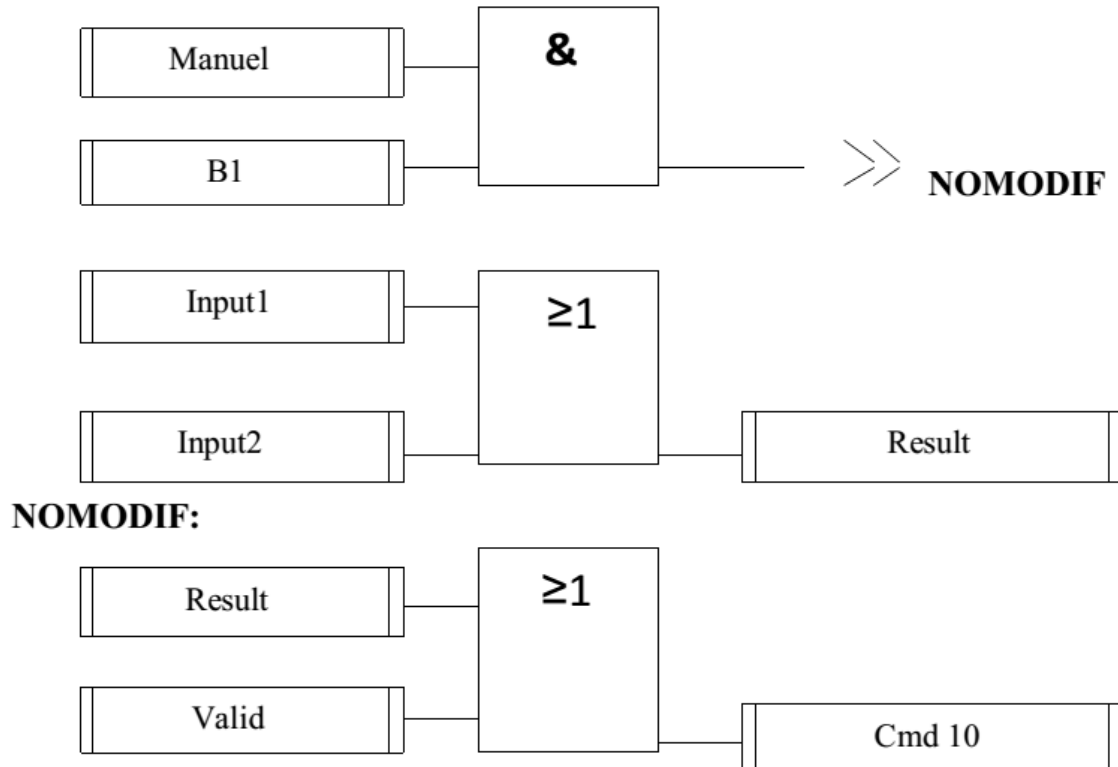 Manuel
&
B1
NOMODIF
Input1
≥1
Input2
Result
NOMODIF:
Result
≥1
Valid
Cmd 10